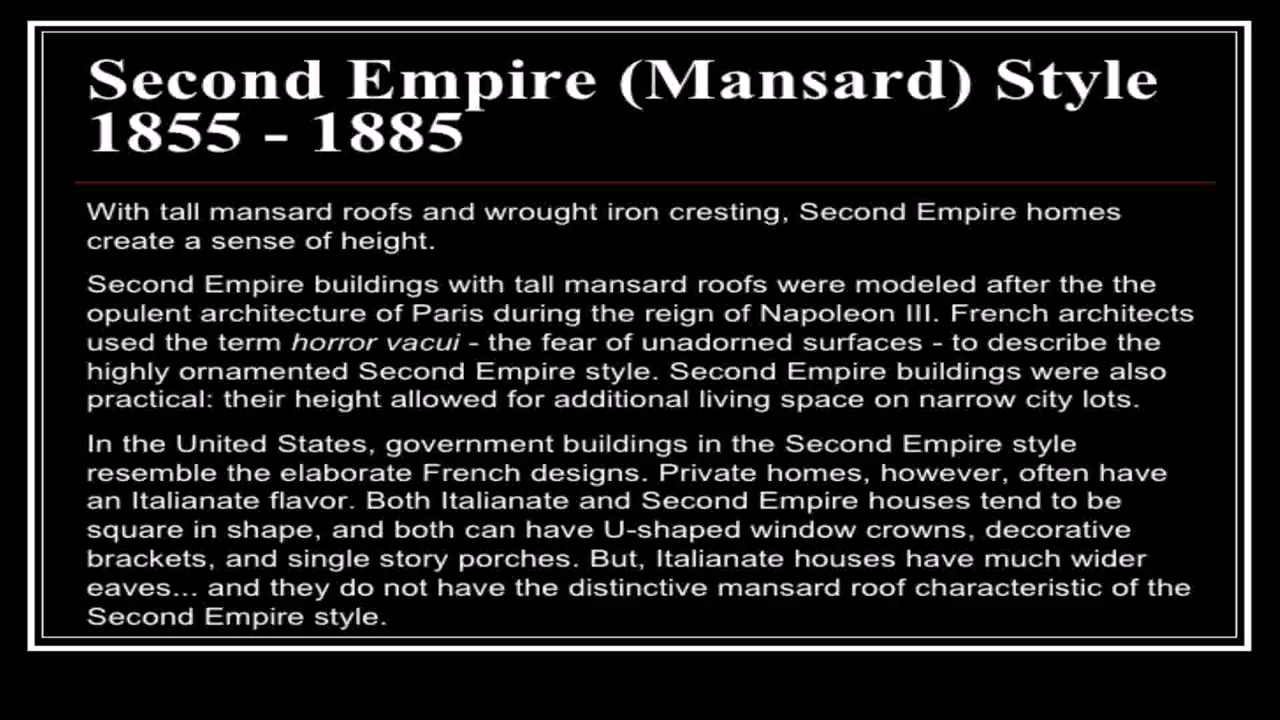 Second Empire (Mansard) Style
1855 - 1885
With tall mansard roofs and wrought iron cresting, Second Empire homes
create a sense of height.
Second Empire buildings with tall mansard roofs were modeled after the the
opulent architecture of Paris during the reign of Napoleon III. French architects
used the term horror vacui - the fear of unadorned surfaces - to describe the
highly ornamented Second Empire style. Second Empire buildings were also
practical: their height allowed for additional living space on narrow city lots.
In the United States, government buildings in the Second Empire style
resemble the elaborate French designs. Private homes, however, often have
an Italianate flavor. Both Italianate and Second Empire houses tend to be
square in shape, and both can have U-shaped window crowns, decorative
brackets, and single story porches. But, Italianate houses have much wider
eaves... and they do not have the distinctive mansard roof characteristic of the
Second Empire style.